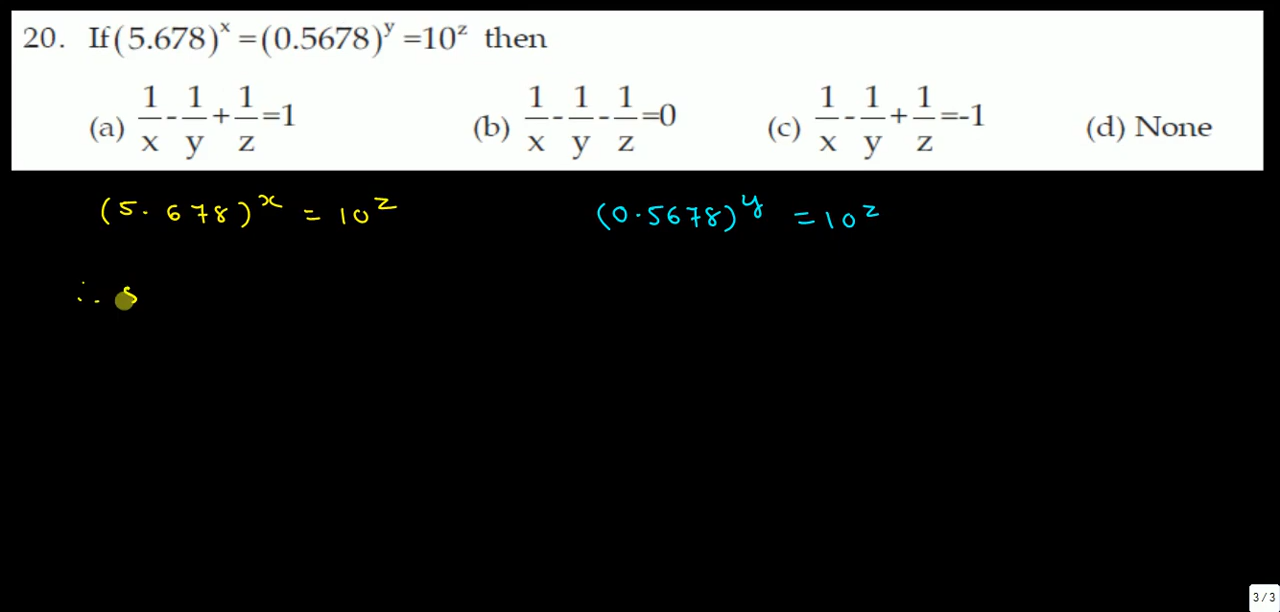 20. If (5.678)^x = (0.5678)^y = 10^z then
(a) 1/x - 1/y + 1/z = 1 (b) 1/x - 1/y - 1/z = 0 (c) 1/x - 1/y + 1/z = -1 (d) None
(5.678)^x = 10^z (0.5678)^y = 10^z
∴ 5
3/3